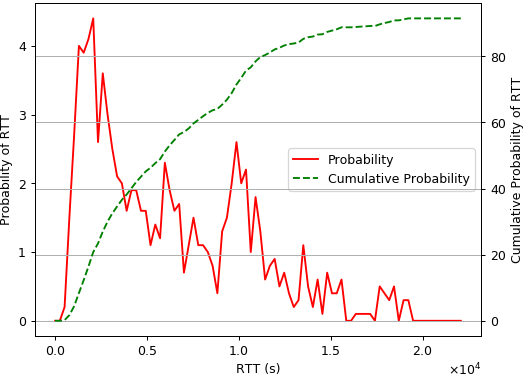 4
3
2
1
0
Probability of RTT
80
60
40
20
0
Cumulative Probability of RTT
Probability
Cumulative Probability
0.0 0.5 1.0 1.5 2.0
RTT (s)
×10⁴